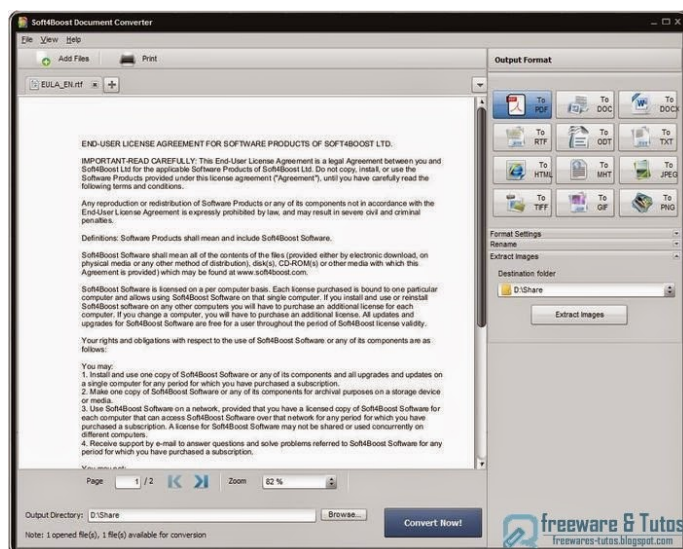 Soft4Boost Document Converter
File View Help
Add Files Print
EULA_EN.rtf
END-USER LICENSE AGREEMENT FOR SOFTWARE PRODUCTS OF SOFT4BOOST LTD.
IMPORTANT-READ CAREFULLY: This End-User License Agreement is a legal Agreement between you and
Soft4Boost Ltd for the applicable Software Products of Soft4Boost Ltd. Do not copy, install, or use the
Software Products provided under this license agreement ("Agreement"), until you have carefully read the
following terms and conditions.
Any reproduction or redistribution of Software Products or any of its components not in accordance with the
End-User License Agreement is expressly prohibited by law, and may result in severe civil and criminal
penalties.
Definitions: Software Products shall mean and include Soft4Boost Software.
Soft4Boost Software shall mean all of the contents of the files (provided either by electronic download, on
physical media or any other method of distribution), disk(s), CD-ROM(s) or other media with which this
Agreement is provided) which may be found at www.soft4boost.com.
Soft4Boost Software is licensed on a per computer basis. Each license purchased is bound to one particular
computer and allows using Soft4Boost Software on that single computer. If you install and use or reinstall
Soft4Boost software on any other computers you will have to purchase an additional license for each
computer. If you change a computer, you will have to purchase an additional license. All updates and
upgrades for Soft4Boost Software are free for a user throughout the period of Soft4Boost license validity.
Your rights and obligations with respect to the use of Soft4Boost Software or any of its components are as
follows:
You may:
1. Install and use one copy of Soft4Boost Software or any of its components and all upgrades and updates on
a single computer for any period for which you have purchased a subscription.
2. Make one copy of Soft4Boost Software or any of its components for archival purposes on a storage device
or media.
3. Use Soft4Boost Software on a network, provided that you have a licensed copy of Soft4Boost Software for
each computer that can access Soft4Boost Software over that network for any period for which you have
purchased a subscription. A license for Soft4Boost Software may not be shared or used concurrently on
different computers.
4. Receive support by e-mail to answer questions and solve problems referred to Soft4Boost Software for any
period for which you have purchased a subscription.
Page 1 / 2 Zoom 82 %
Output Directory: D:\Share Browse... Convert Now!
Note: 1 opened file(s), 1 file(s) available for conversion
Output Format
To PDF To DOC To DOCX
To RTF To ODT To TXT
To HTML To MHT To JPEG
To TIFF To GIF To PNG
Format Settings
Rename
Extract Images
Destination folder
D:\Share
Extract Images
freeware & Tutos
freewares-tutos.blogspot.com